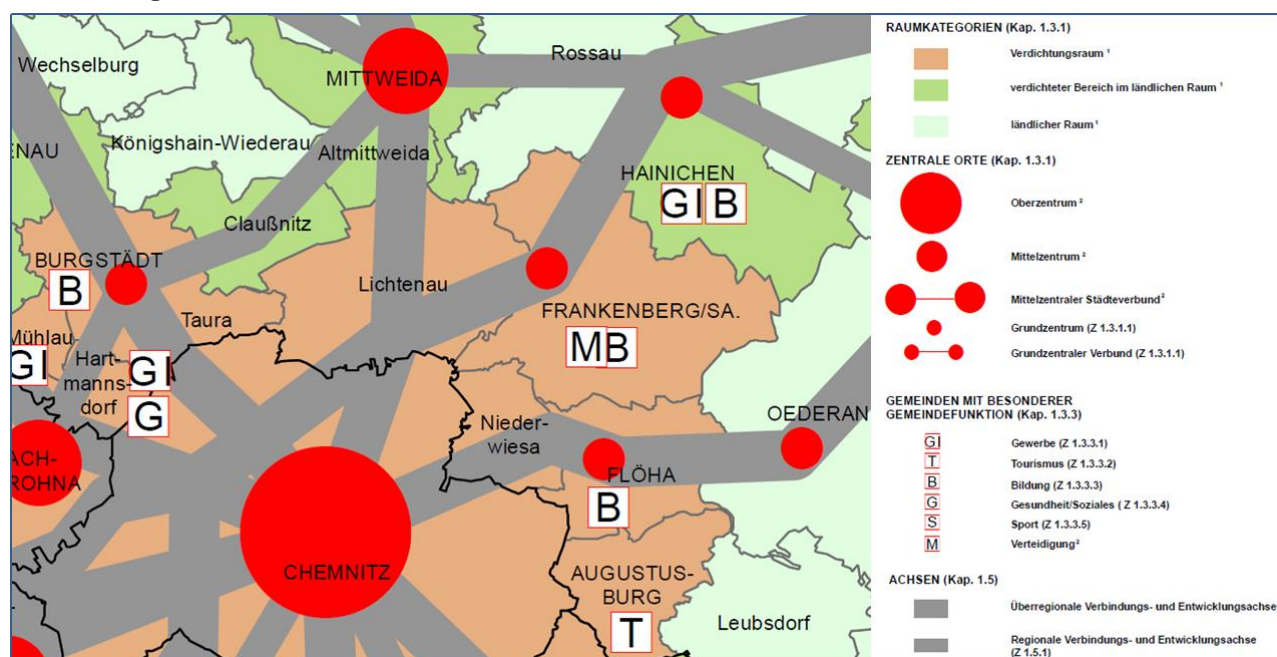 Wechselburg
MITTWEIDA
Rossau
Königshain-Wiederau
Altmittweida
ENAU
HAINICHEN
GI B
Claußnitz
BURGSTÄDT
B
Lichtenau
Taura
FRANKENBERG/SA.
M B
Mühlau
GI
Hart-
manns-
dorf
GI
G
Nieder-
wiesa
OEDERAN
ACH-
ROHNA
FLÖHA
B
CHEMNITZ
AUGUSTUS-
BURG
T
Leubsdorf
RAUMKATEGORIEN (Kap. 1.3.1)
Verdichtungsraum ¹
verdichteter Bereich im ländlichen Raum ¹
ländlicher Raum ¹
ZENTRALE ORTE (Kap. 1.3.1)
Oberzentrum ²
Mittelzentrum ²
Mittelzentraler Städteverbund ²
Grundzentrum (Z 1.3.1.1)
Grundzentraler Verbund (Z 1.3.1.1)
GEMEINDEN MIT BESONDERER
GEMEINDEFUNKTION (Kap. 1.3.3)
GI Gewerbe (Z 1.3.3.1)
T Tourismus (Z 1.3.3.2)
B Bildung (Z 1.3.3.3)
G Gesundheit/Soziales ( Z 1.3.3.4)
S Sport (Z 1.3.3.5)
M Verteidigung ²
ACHSEN (Kap. 1.5)
Überregionale Verbindungs- und Entwicklungsachse
Regionale Verbindungs- und Entwicklungsachse
(Z 1.5.1)